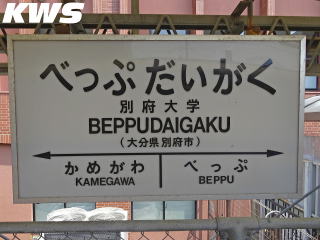 KWS
べっぷだいがく
別府大学
BEPPUDAIGAKU
(大分県別府市)
かめがわ べっぷ
KAMEGAWA BEPPU